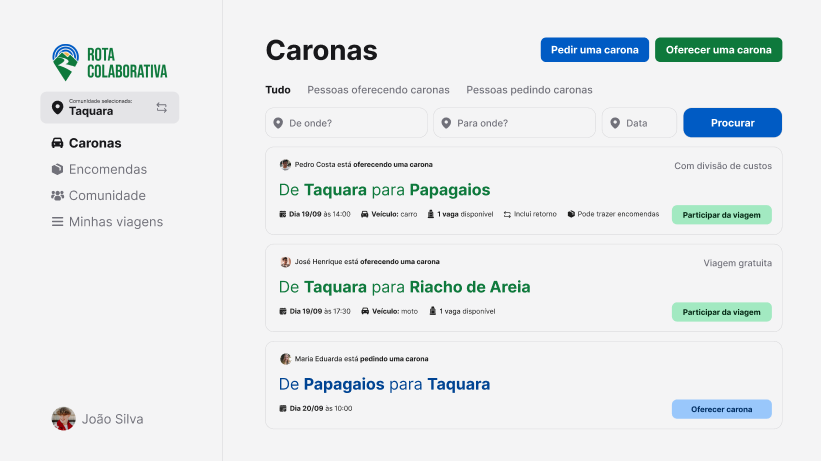 ROTA
COLABORATIVA
Comunidade selecionada:
Taquara
Caronas
Encomendas
Comunidade
Minhas viagens
João Silva
Caronas
Pedir uma carona
Oferecer uma carona
Tudo
Pessoas oferecendo caronas
Pessoas pedindo caronas
De onde?
Para onde?
Data
Procurar
Pedro Costa está oferecendo uma carona
Com divisão de custos
De Taquara para Papagaios
Dia 19/09 às 14:00
Veículo: carro
1 vaga disponível
Inclui retorno
Pode trazer encomendas
Participar da viagem
José Henrique está oferecendo uma carona
Viagem gratuita
De Taquara para Riacho de Areia
Dia 19/09 às 17:30
Veículo: moto
1 vaga disponível
Participar da viagem
Maria Eduarda está pedindo uma carona
De Papagaios para Taquara
Dia 20/09 às 10:00
Oferecer carona